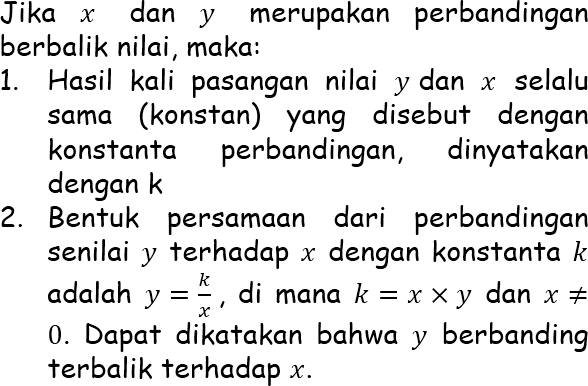 Jika x dan y merupakan perbandingan
berbalik nilai, maka:
1. Hasil kali pasangan nilai y dan x selalu
sama (konstan) yang disebut dengan
konstanta perbandingan, dinyatakan
dengan k
2. Bentuk persamaan dari perbandingan
senilai y terhadap x dengan konstanta k
adalah y = k/x , di mana k = x × y dan x ≠
0. Dapat dikatakan bahwa y berbanding
terbalik terhadap x.